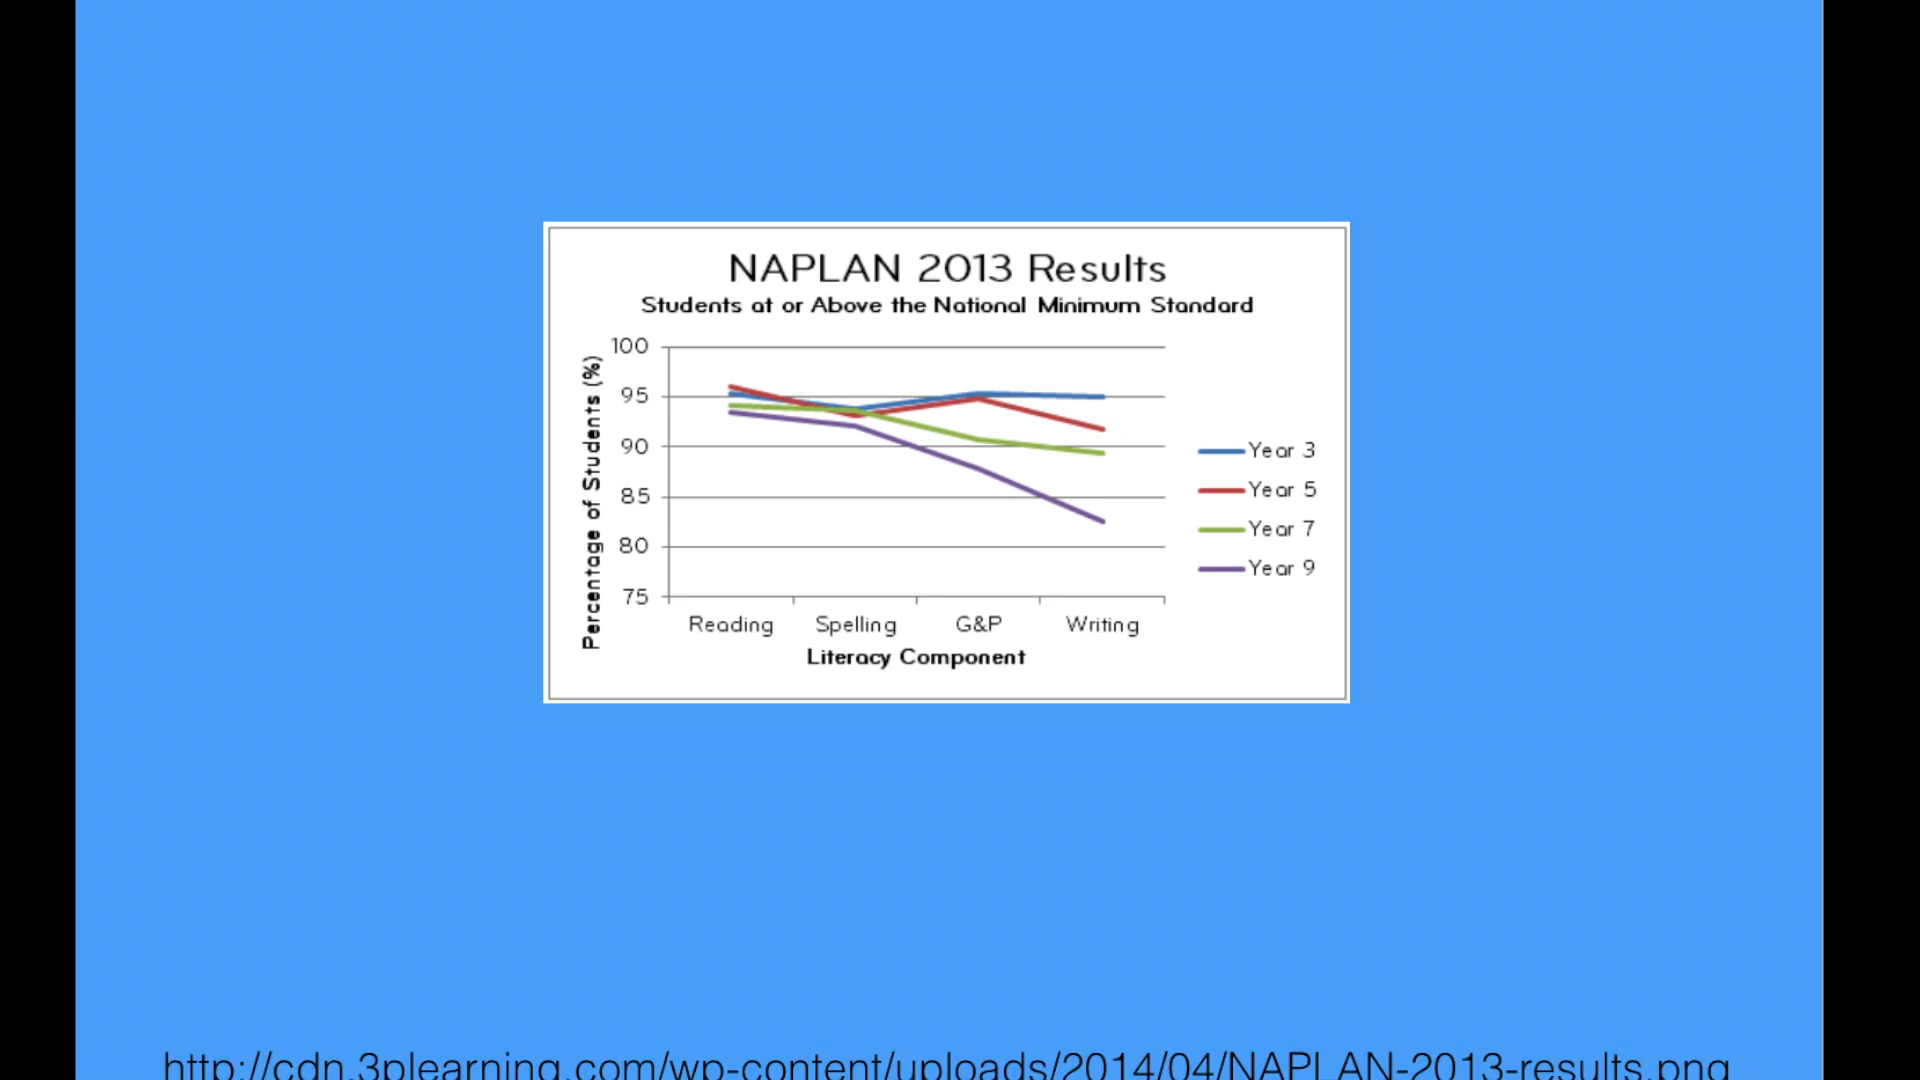 NAPLAN 2013 Results
Students at or Above the National Minimum Standard
Percentage of Students (%)
100
95
90
85
80
75
Reading Spelling G&P Writing
Literacy Component
Year 3
Year 5
Year 7
Year 9
http://cdn.3plearning.com/wp-content/uploads/2014/04/NAPLAN-2013-results.png